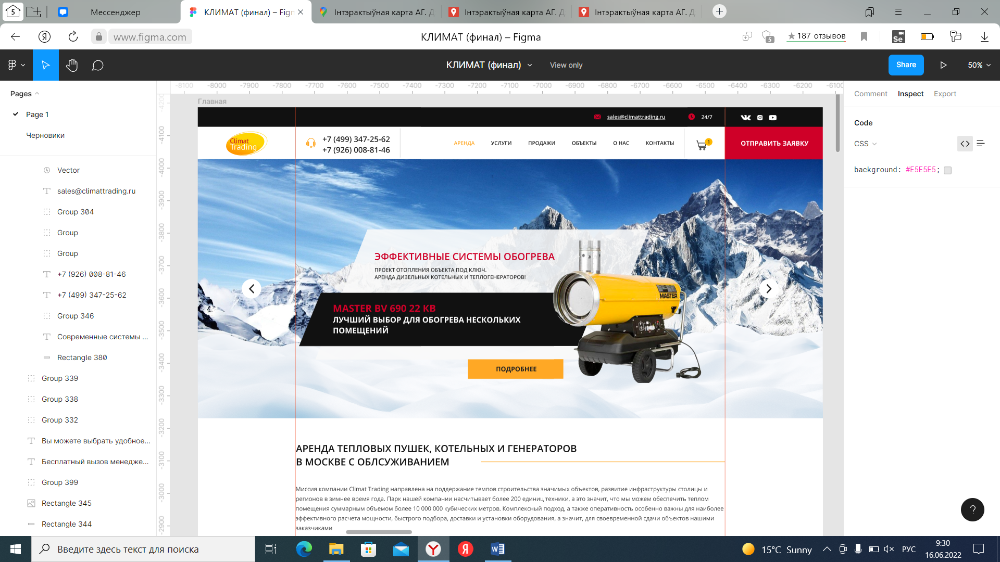 5
Мессенджер
КЛИМАТ (финал) – Figm
Інтэрактыўная карта АГ. Д
Інтэрактыўная карта АГ. Д
Інтэрактыўная карта АГ. Д
www.figma.com
КЛИМАТ (финал) – Figma
5
187 отзывов
Se
КЛИМАТ (финал)
View only
Share
50%
Pages
Page 1
Черновики
Vector
sales@climattrading.ru
Group 304
Group
Group
+7 (926) 008-81-46
+7 (499) 347-25-62
Group 346
Современные системы ...
Rectangle 380
Group 339
Group 338
Group 332
Вы можете выбрать удобное...
Бесплатный вызов менедже...
Group 399
Rectangle 345
Rectangle 344
-8100 -8000 -7900 -7800 -7700 -7600 -7500 -7400 -7300 -7200 -7100 -7000 -6900 -6800 -6700 -6600 -6500 -6400 -6300 -6200 -6100
-4200
-4100
-4000
-3900
-3800
-3700
-3600
-3500
-3400
-3300
-3200
-3100
-3000
-2900
Главная
sales@climattrading.ru
24/7
Climat
Trading
+7 (499) 347-25-62
+7 (926) 008-81-46
АРЕНДА
УСЛУГИ
ПРОДАЖИ
ОБЪЕКТЫ
О НАС
КОНТАКТЫ
1
ОТПРАВИТЬ ЗАЯВКУ
ЭФФЕКТИВНЫЕ СИСТЕМЫ ОБОГРЕВА
ПРОЕКТ ОТОПЛЕНИЯ ОБЪЕКТА ПОД КЛЮЧ.
АРЕНДА ДИЗЕЛЬНЫХ КОТЕЛЬНЫХ И ТЕПЛОГЕНЕРАТОРОВ!
MASTER BV 690 22 КВ
ЛУЧШИЙ ВЫБОР ДЛЯ ОБОГРЕВА НЕСКОЛЬКИХ
ПОМЕЩЕНИЙ
MASTER
ПОДРОБНЕЕ
АРЕНДА ТЕПЛОВЫХ ПУШЕК, КОТЕЛЬНЫХ И ГЕНЕРАТОРОВ
В МОСКВЕ С ОБЛСУЖИВАНИЕМ
Миссия компании Climat Trading направлена на поддержание темпов строительства значимых объектов, развитие инфраструктуры столицы и
регионов в зимнее время года. Парк нашей компании насчитывает более 200 единиц техники, а это значит, что мы можем обеспечить теплом
помещения суммарным объемом более 10 000 000 кубических метров. Комплексный подход, а также оперативность особенно важны для наиболее
эффективного расчета мощности, быстрого подбора, доставки и установки оборудования, а значит, для своевременной сдачи объектов нашими
заказчиками
Comment
Inspect
Export
Code
CSS
background: #E5E5E5;
?
Введите здесь текст для поиска
15°C Sunny
РУС
9:30
16.06.2022